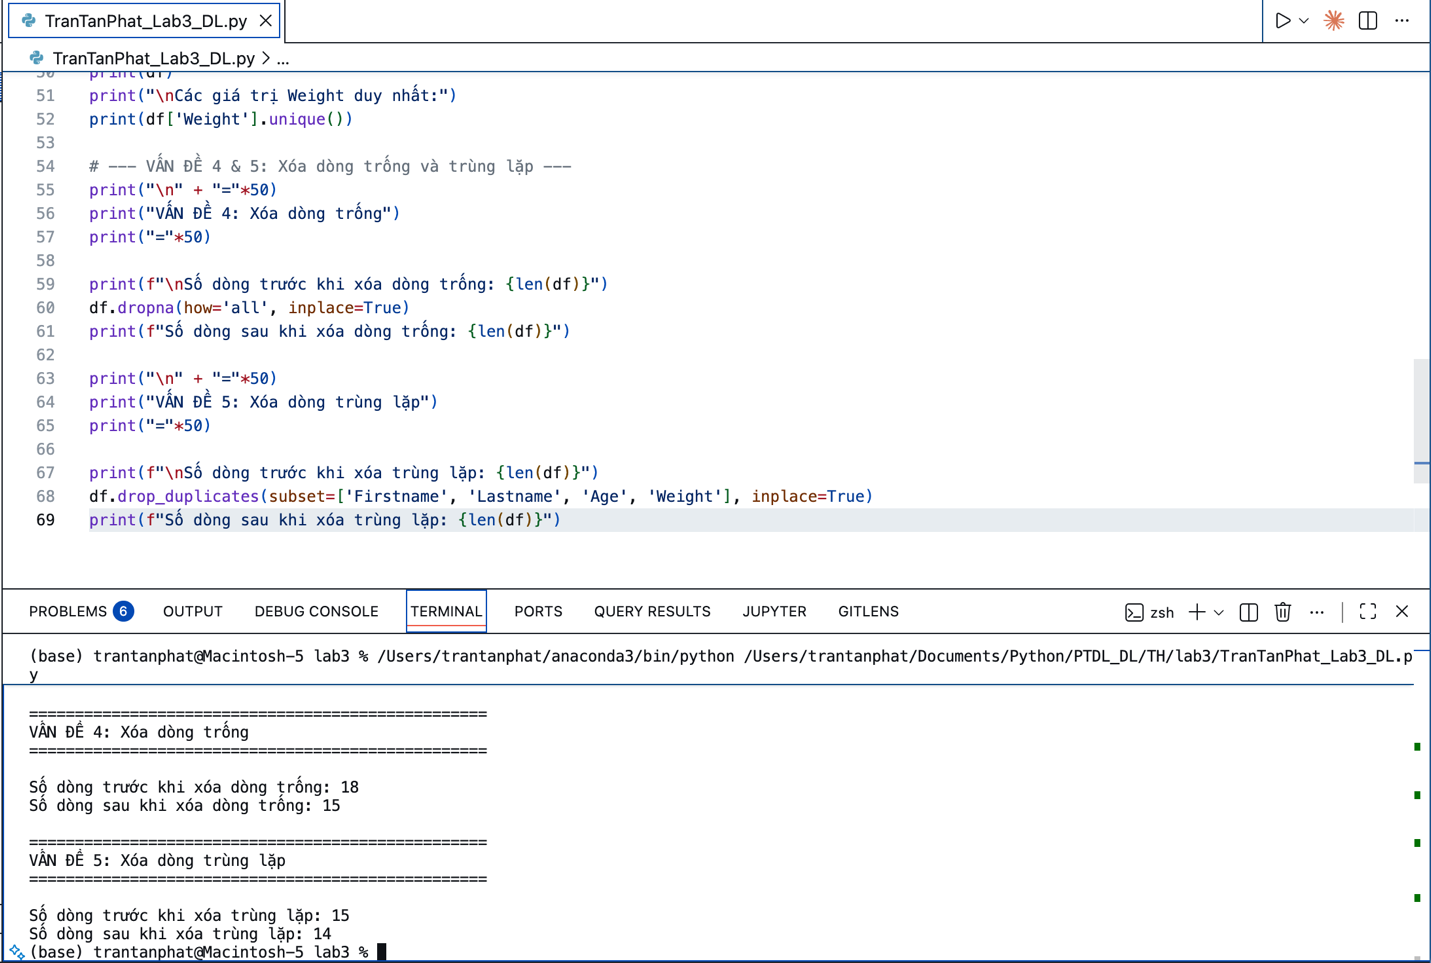 TranTanPhat_Lab3_DL.py
TranTanPhat_Lab3_DL.py > ...
50 print(df)
51 print("\nCác giá trị Weight duy nhất:")
52 print(df['Weight'].unique())
53
54 # --- VẤN ĐỀ 4 & 5: Xóa dòng trống và trùng lặp ---
55 print("\n" + "="*50)
56 print("VẤN ĐỀ 4: Xóa dòng trống")
57 print("="*50)
58
59 print(f"\nSố dòng trước khi xóa dòng trống: {len(df)}")
60 df.dropna(how='all', inplace=True)
61 print(f"Số dòng sau khi xóa dòng trống: {len(df)}")
62
63 print("\n" + "="*50)
64 print("VẤN ĐỀ 5: Xóa dòng trùng lặp")
65 print("="*50)
66
67 print(f"\nSố dòng trước khi xóa trùng lặp: {len(df)}")
68 df.drop_duplicates(subset=['Firstname', 'Lastname', 'Age', 'Weight'], inplace=True)
69 print(f"Số dòng sau khi xóa trùng lặp: {len(df)}")
PROBLEMS 6 OUTPUT DEBUG CONSOLE TERMINAL PORTS QUERY RESULTS JUPYTER GITLENS zsh
(base) trantanphat@Macintosh-5 lab3 % /Users/trantanphat/anaconda3/bin/python /Users/trantanphat/Documents/Python/PTDL_DL/TH/lab3/TranTanPhat_Lab3_DL.p
y
==================================================
VẤN ĐỀ 4: Xóa dòng trống
==================================================
Số dòng trước khi xóa dòng trống: 18
Số dòng sau khi xóa dòng trống: 15
==================================================
VẤN ĐỀ 5: Xóa dòng trùng lặp
==================================================
Số dòng trước khi xóa trùng lặp: 15
Số dòng sau khi xóa trùng lặp: 14
(base) trantanphat@Macintosh-5 lab3 %